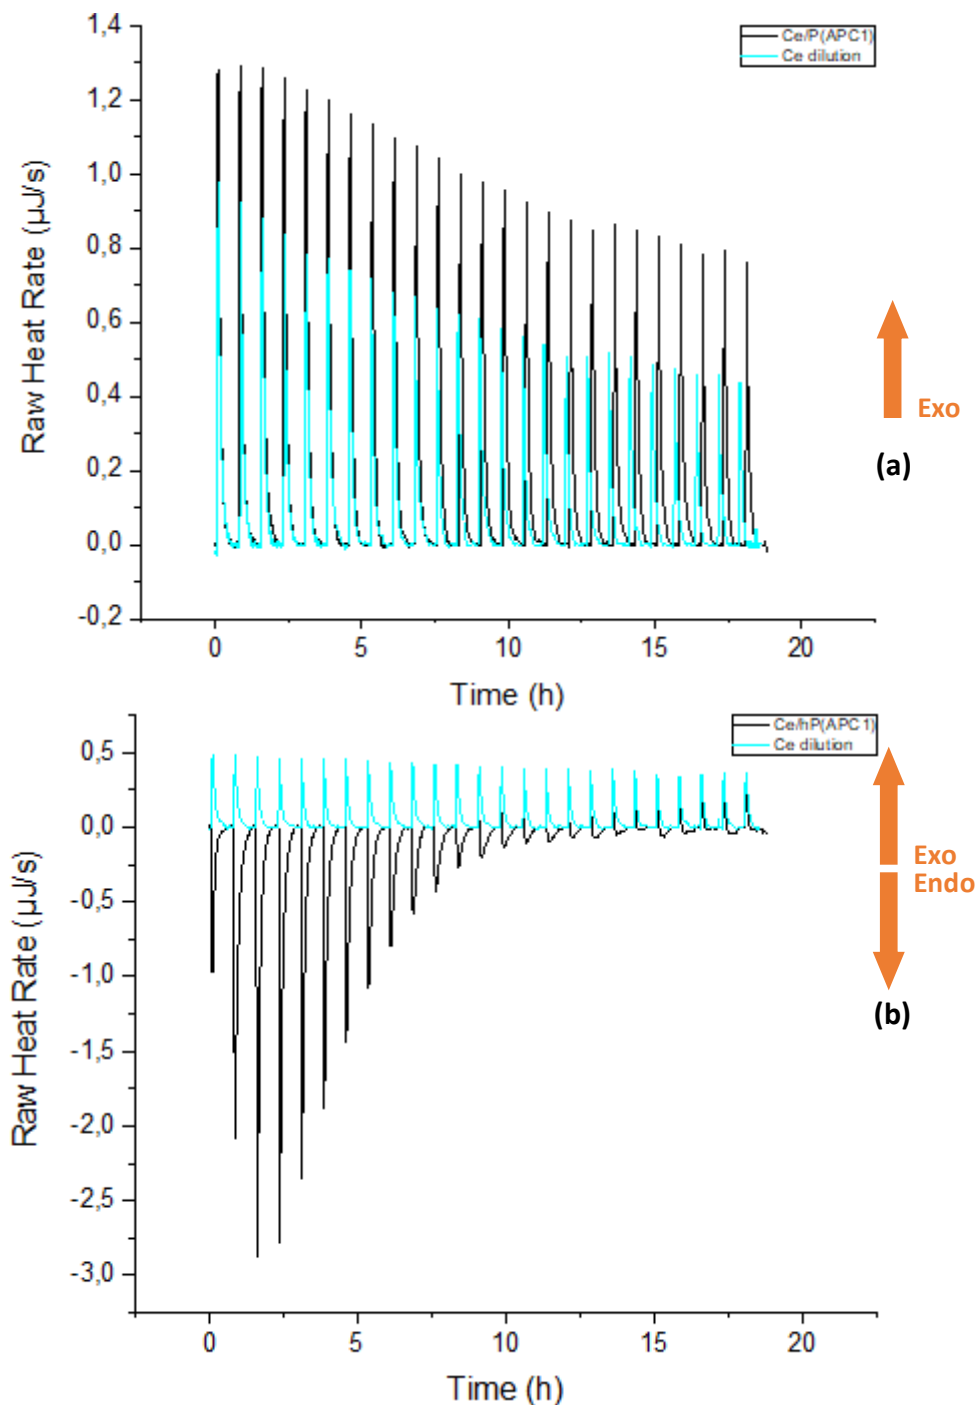 1,4
1,2
1,0
0,8
0,6
0,4
0,2
0,0
-0,2
Raw Heat Rate (µJ/s)
Ce/P(APC1)
Ce dilution
Exo
(a)
0 5 10 15 20
Time (h)
Ce/hP(APC1)
Ce dilution
0,5
0,0
-0,5
-1,0
-1,5
-2,0
-2,5
-3,0
Raw Heat Rate (µJ/s)
Exo
Endo
(b)
0 5 10 15 20
Time (h)